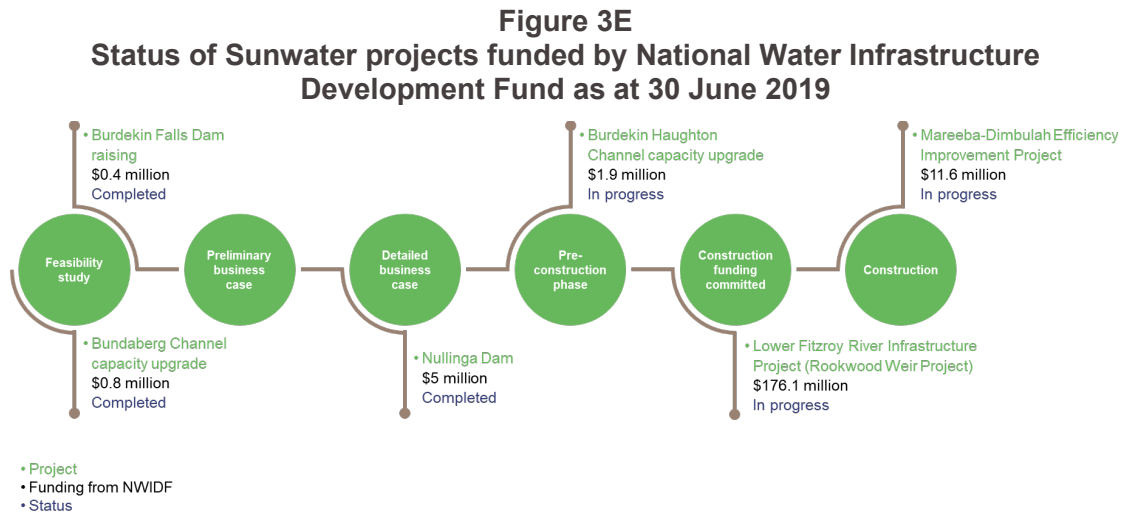 Figure 3E
Status of Sunwater projects funded by National Water Infrastructure
Development Fund as at 30 June 2019
• Burdekin Falls Dam
raising
$0.4 million
Completed
• Burdekin Haughton
Channel capacity upgrade
$1.9 million
In progress
• Mareeba-Dimbulah Efficiency
Improvement Project
$11.6 million
In progress
Feasibility
study
Preliminary
business
case
Detailed
business
case
Pre-
construction
phase
Construction
funding
committed
Construction
• Bundaberg Channel
capacity upgrade
$0.8 million
Completed
• Nullinga Dam
$5 million
Completed
• Lower Fitzroy River Infrastructure
Project (Rookwood Weir Project)
$176.1 million
In progress
• Project
• Funding from NWIDF
• Status